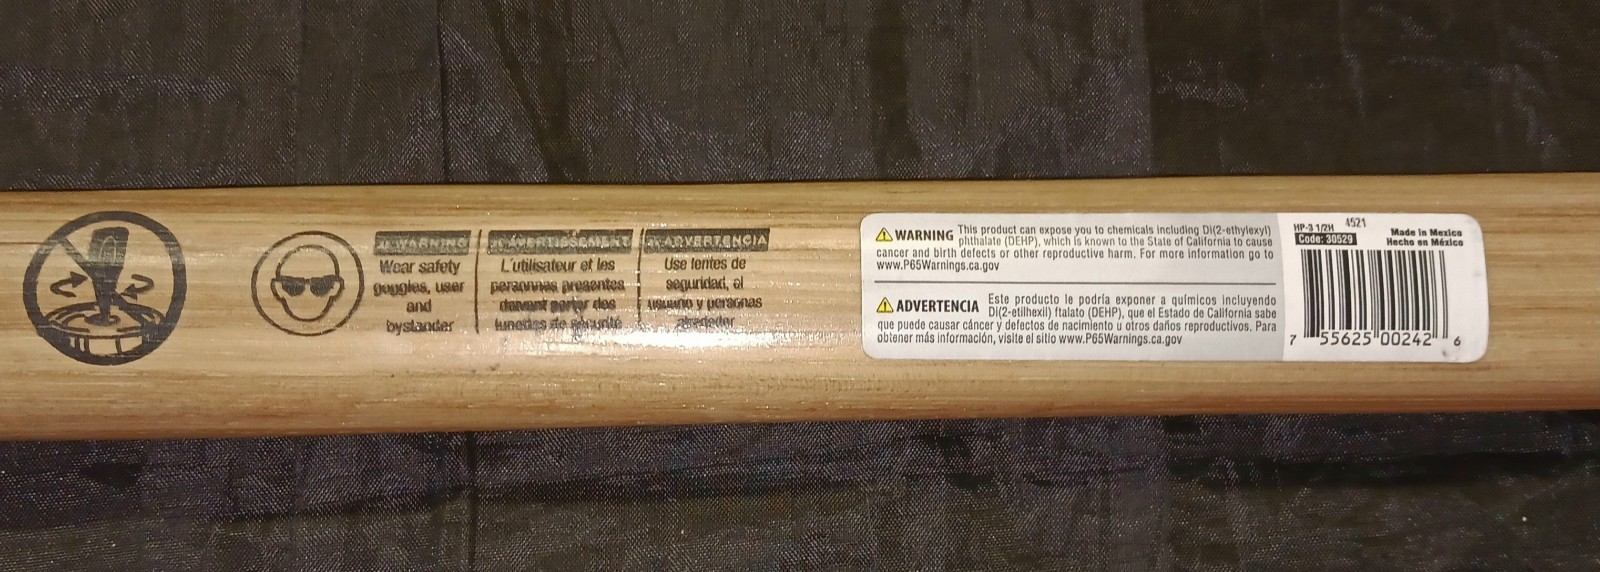 WARNING
Wear safety
goggles, user
and
bystander
AVERTISSEMENT
L'utilisateur et les
personnes présentes
doivent porter des
lunettes de sécurité
ADVERTENCIA
Use lentes de
seguridad, el
usuario y personas
alrededor
WARNING This product can expose you to chemicals including Di(2-ethylexyl)
phthalate (DEHP), which is known to the State of California to cause
cancer and birth defects or other reproductive harm. For more information go to
www.P65Warnings.ca.gov
ADVERTENCIA Este producto le podría exponer a químicos incluyendo
Di(2-etilhexil) ftalato (DEHP), que el Estado de California sabe
que puede causar cáncer y defectos de nacimiento u otros daños reproductivos. Para
obtener más información, visite el sitio www.P65Warnings.ca.gov
HP-3 1/2H 4521
Code: 30529
Made in Mexico
Hecho en México
7 55625 00242 6